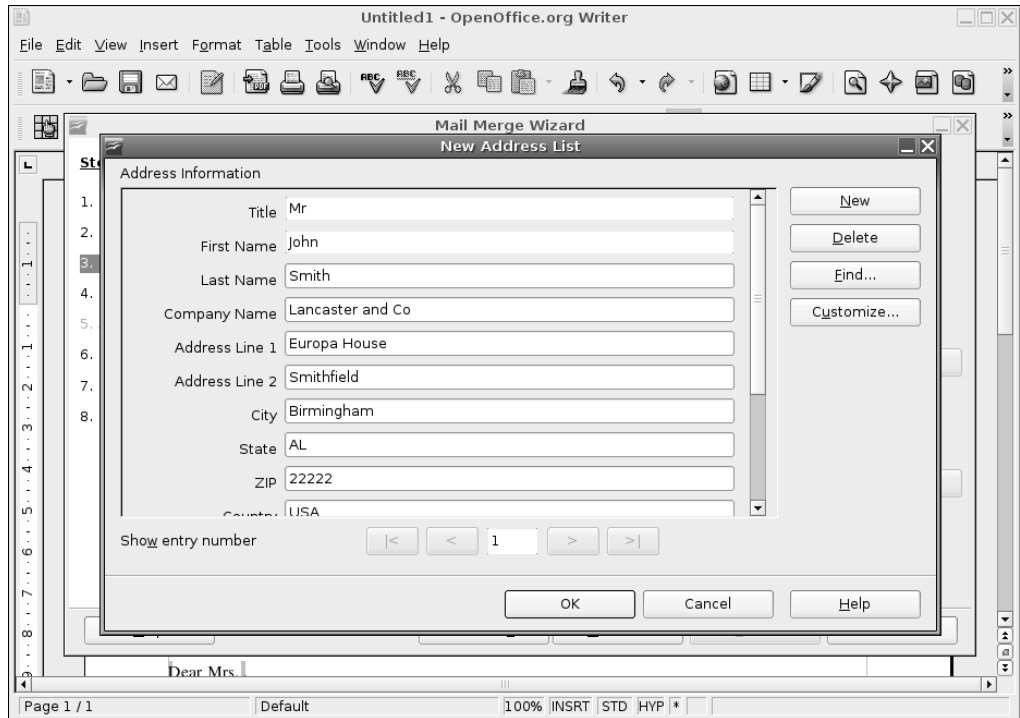 Untitled1 - OpenOffice.org Writer
File Edit View Insert Format Table Tools Window Help
Mail Merge Wizard
New Address List
Address Information
Title Mr
First Name John
Last Name Smith
Company Name Lancaster and Co
Address Line 1 Europa House
Address Line 2 Smithfield
City Birmingham
State AL
ZIP 22222
Country USA
New
Delete
Find...
Customize...
1.
2.
3.
4.
5.
6.
7.
8.
Show entry number |< < 1 > >|
OK Cancel Help
Dear Mrs.
Page 1 / 1 Default 100% INSRT STD HYP *